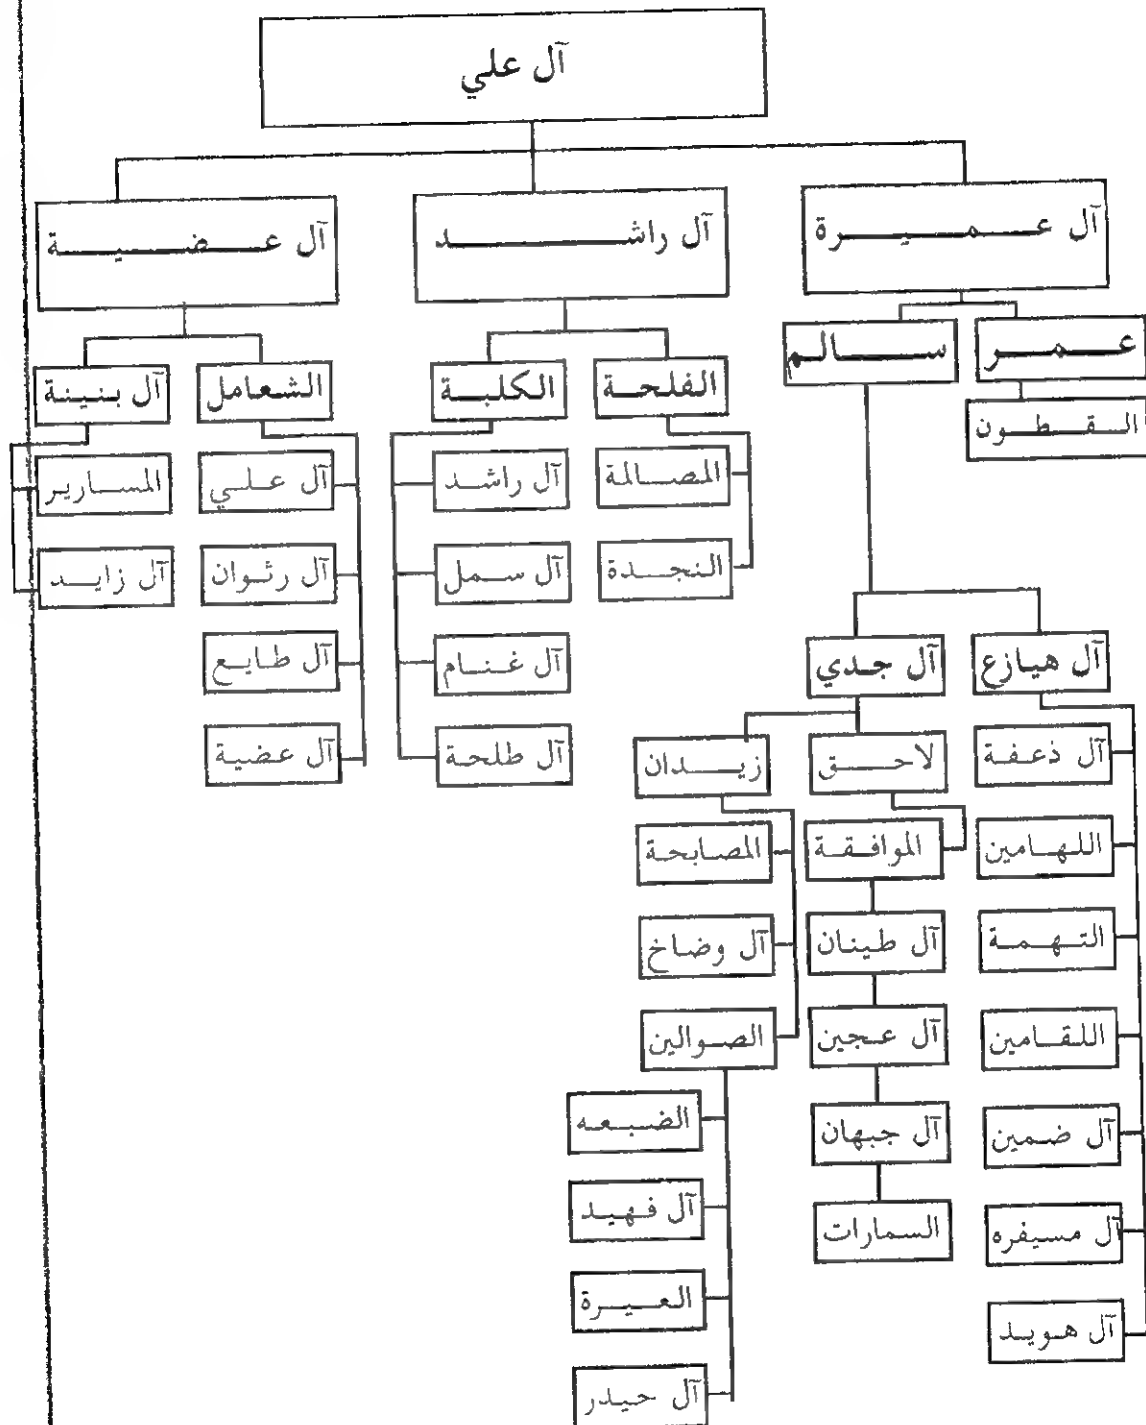 آل علي
آل عميرة
آل راشد
آل عضية
عمر
سالم
القطون
الفلحة
الكلبة
الشعامل
آل بنينة
المصالمة
النجدة
آل راشد
آل سمل
آل غنام
آل طلحة
آل علي
آل رثوان
آل طايع
آل عضية
المسارير
آل زايد
آل هيازع
آل جدي
آل ذعفة
اللهامين
التهمة
اللقامين
آل ضمين
آل مسيفره
آل هويد
لاحق
زيدان
الموافقة
آل طينان
آل عجين
آل جبهان
السمارات
المصابحة
آل وضاخ
الصوالين
الضبعه
آل فهيد
العيرة
آل حيدر